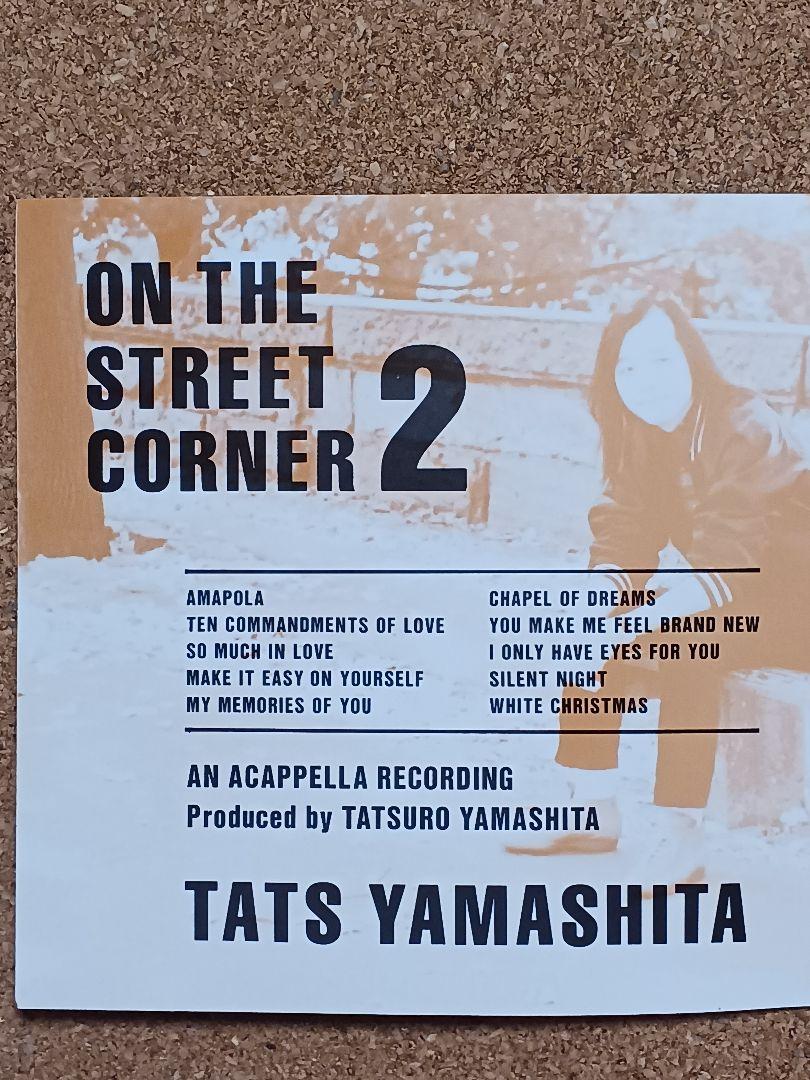 ON THE
STREET
CORNER 2
AMAPOLA
TEN COMMANDMENTS OF LOVE
SO MUCH IN LOVE
MAKE IT EASY ON YOURSELF
MY MEMORIES OF YOU
CHAPEL OF DREAMS
YOU MAKE ME FEEL BRAND NEW
I ONLY HAVE EYES FOR YOU
SILENT NIGHT
WHITE CHRISTMAS
AN ACAPPELLA RECORDING
Produced by TATSURO YAMASHITA
TATS YAMASHITA